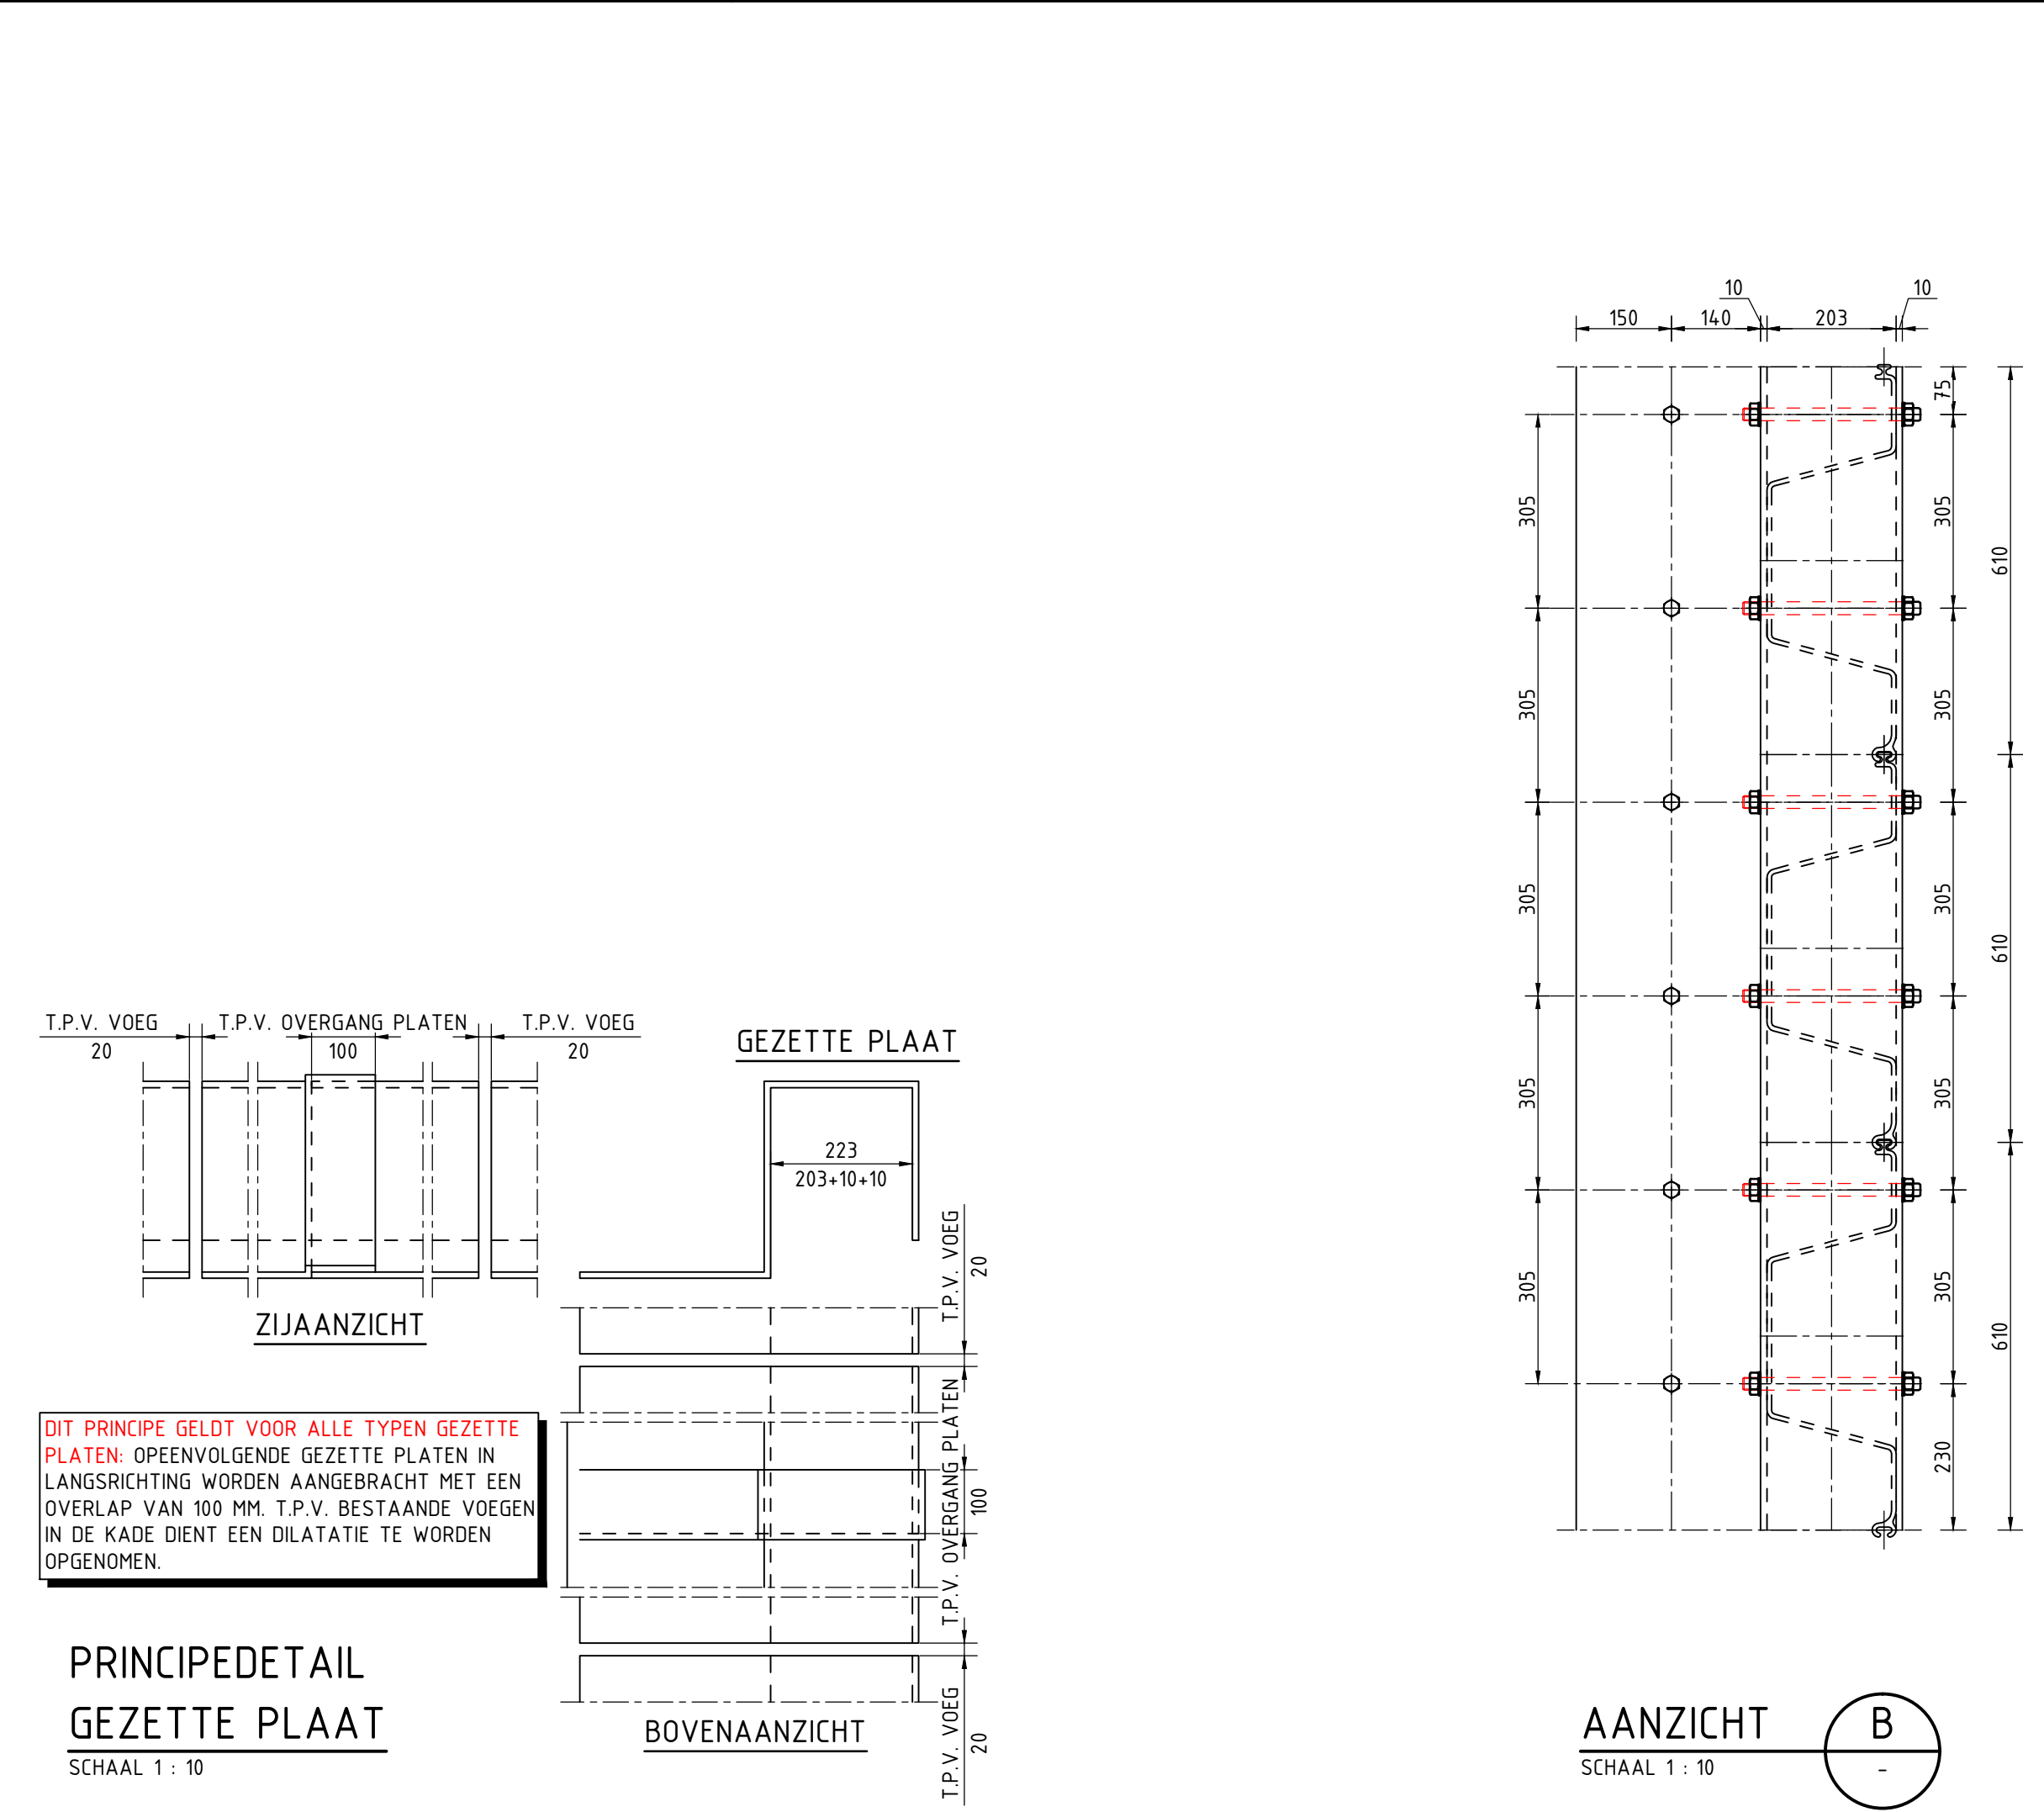 10
10
150
140
203
75
305
305
610
305
305
305
305
610
305
305
305
305
610
230
T.P.V. VOEG
T.P.V. OVERGANG PLATEN
T.P.V. VOEG
20
100
20
ZIJAANZICHT
GEZETTE PLAAT
223
203+10+10
T.P.V. VOEG
20
T.P.V. OVERGANG PLATEN
100
T.P.V. VOEG
20
BOVENAANZICHT
DIT PRINCIPE GELDT VOOR ALLE TYPEN GEZETTE
PLATEN: OPEENVOLGENDE GEZETTE PLATEN IN
LANGSRICHTING WORDEN AANGEBRACHT MET EEN
OVERLAP VAN 100 MM. T.P.V. BESTAANDE VOEGEN
IN DE KADE DIENT EEN DILATATIE TE WORDEN
OPGENOMEN.
PRINCIPEDETAIL
GEZETTE PLAAT
SCHAAL 1 : 10
AANZICHT
B
SCHAAL 1 : 10
-